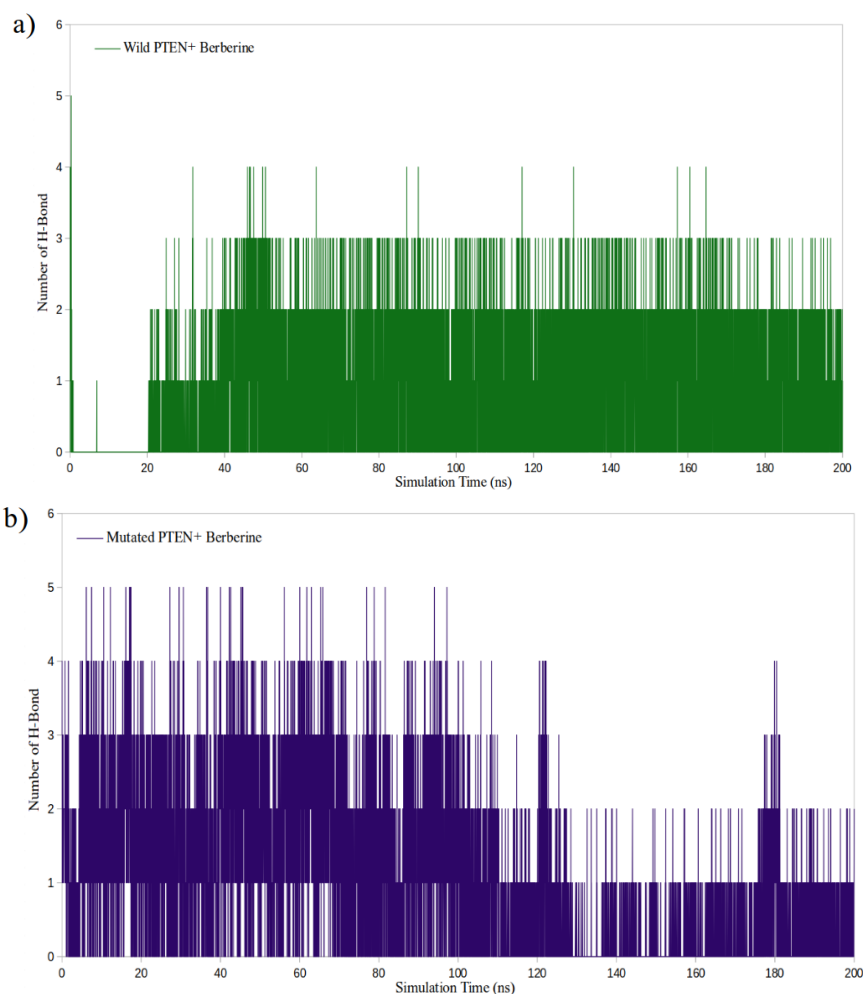 a)
6
Wild PTEN+ Berberine
5
4
3
2
1
0
Number of H-Bond
0 20 40 60 80 100 120 140 160 180 200
Simulation Time (ns)
b)
6
Mutated PTEN+ Berberine
5
4
3
2
1
0
Number of H-Bond
0 20 40 60 80 100 120 140 160 180 200
Simulation Time (ns)